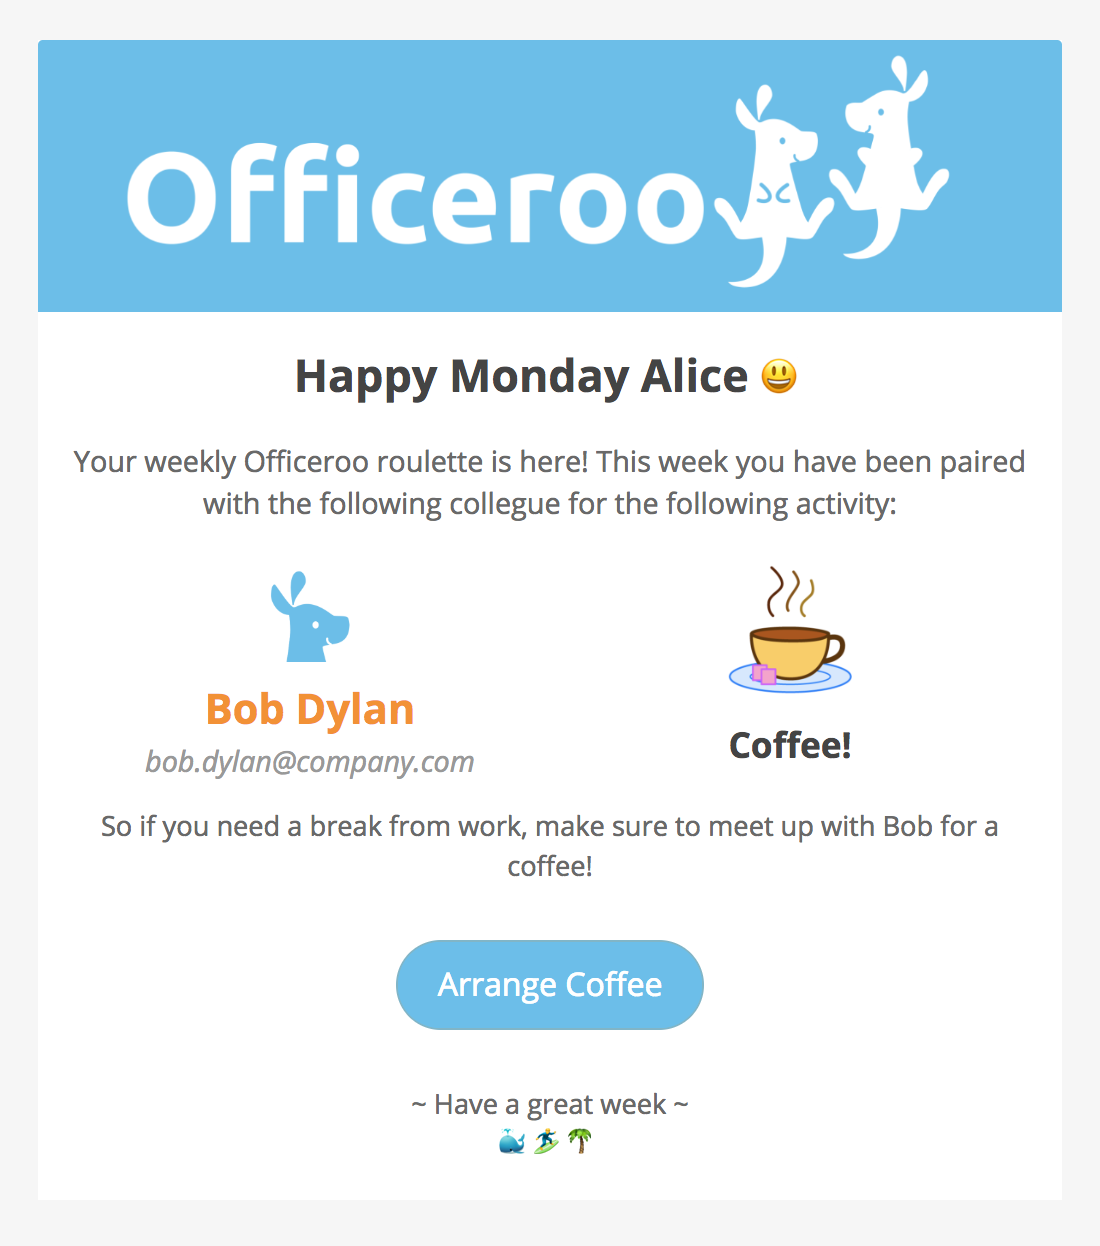 Officeroo
Happy Monday Alice 😃
Your weekly Officeroo roulette is here! This week you have been paired
with the following collegue for the following activity:
Bob Dylan
bob.dylan@company.com
Coffee!
So if you need a break from work, make sure to meet up with Bob for a
coffee!
Arrange Coffee
~ Have a great week ~
🐳🏄🌴